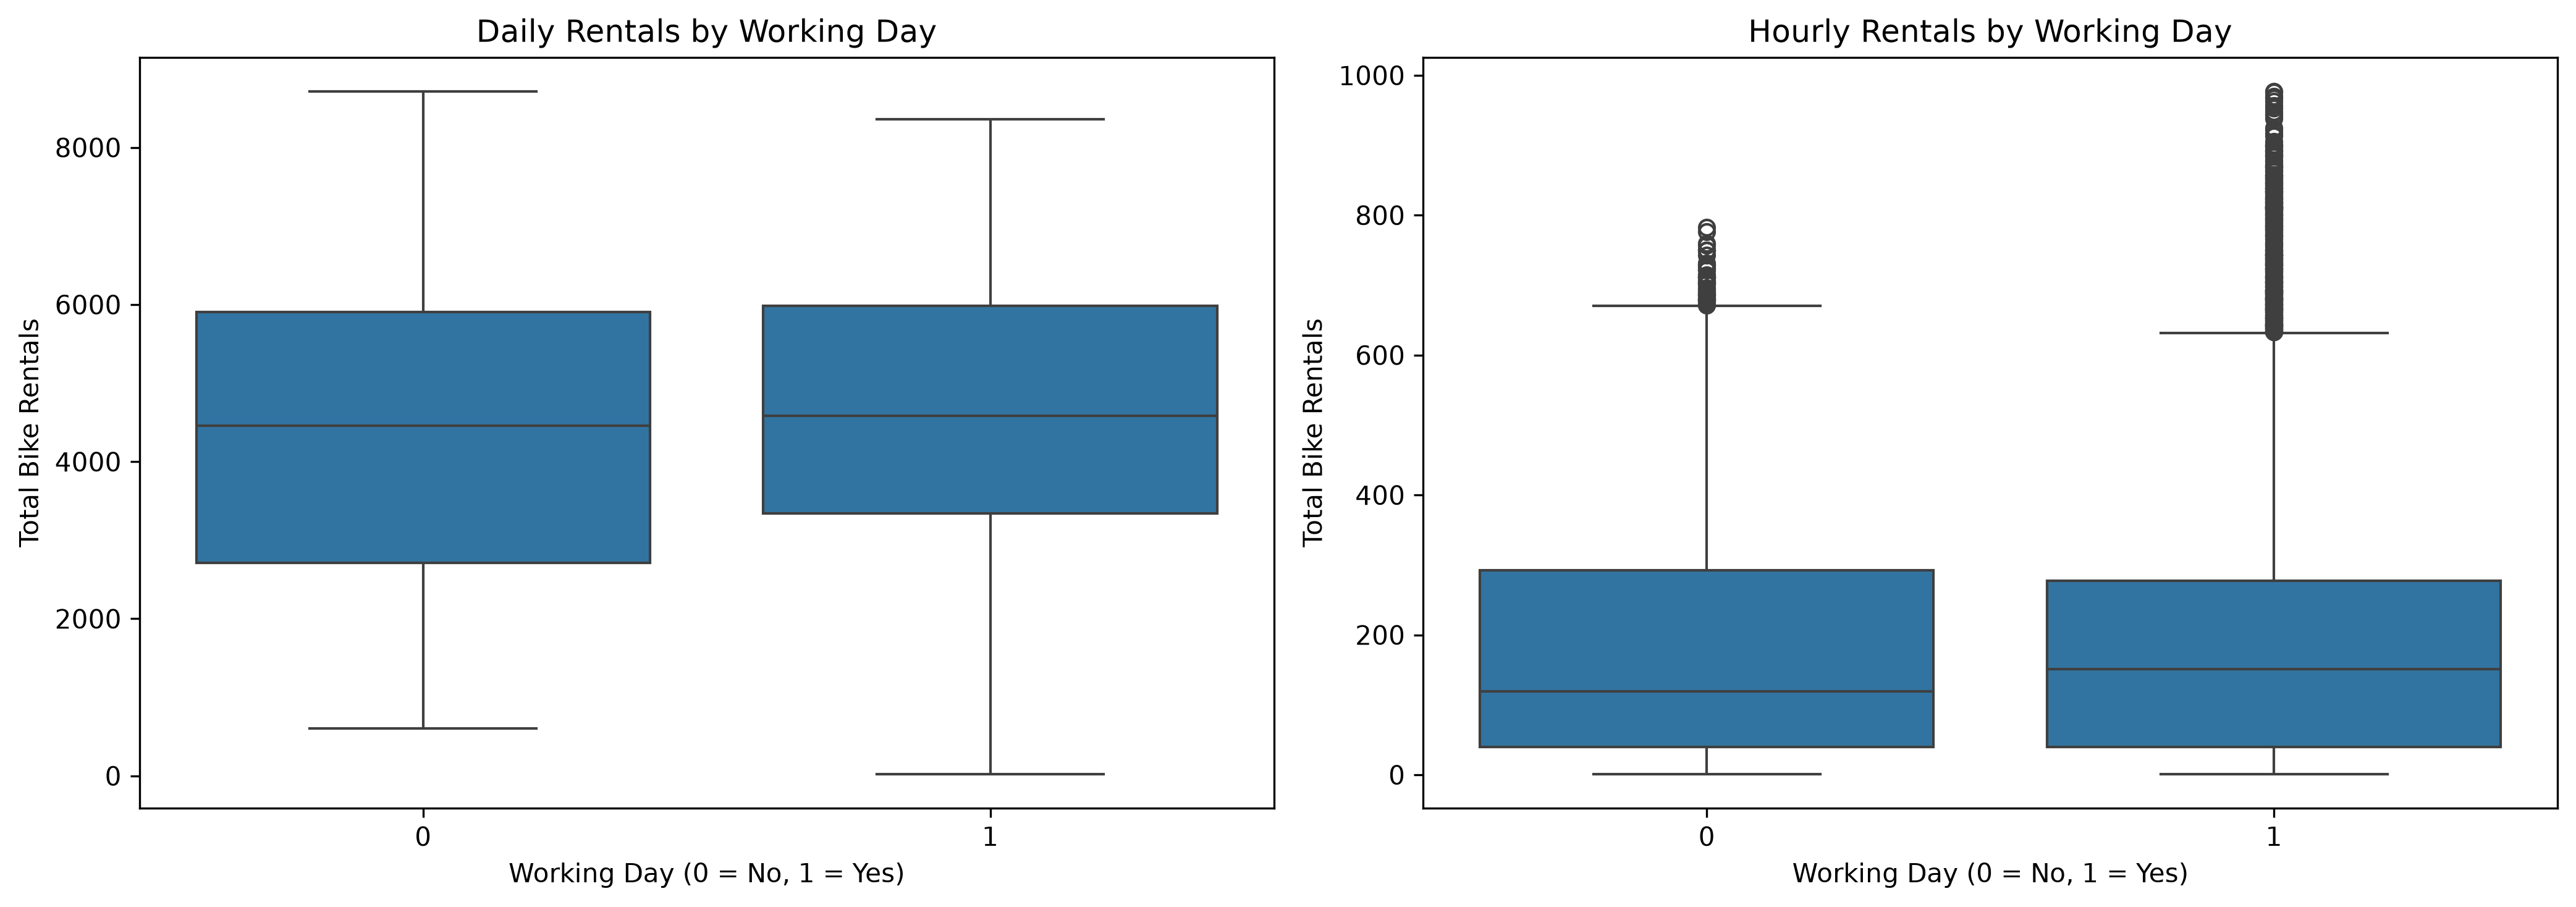 Daily Rentals by Working Day
Total Bike Rentals
8000
6000
4000
2000
0
0 1
Working Day (0 = No, 1 = Yes)
Hourly Rentals by Working Day
Total Bike Rentals
1000
800
600
400
200
0
0 1
Working Day (0 = No, 1 = Yes)